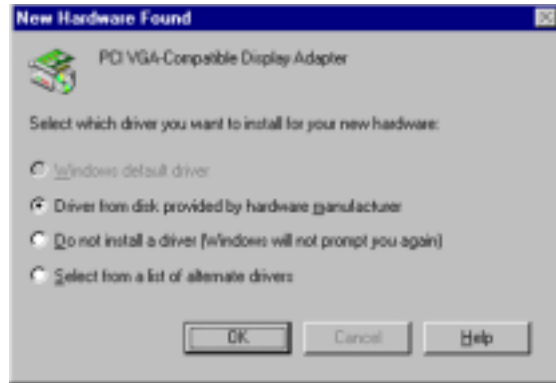 New Hardware Found
PCI VGA-Compatible Display Adapter
Select which driver you want to install for your new hardware:
Windows default driver
Driver from disk provided by hardware manufacturer
Do not install a driver (Windows will not prompt you again)
Select from a list of alternate drivers
OK
Cancel
Help